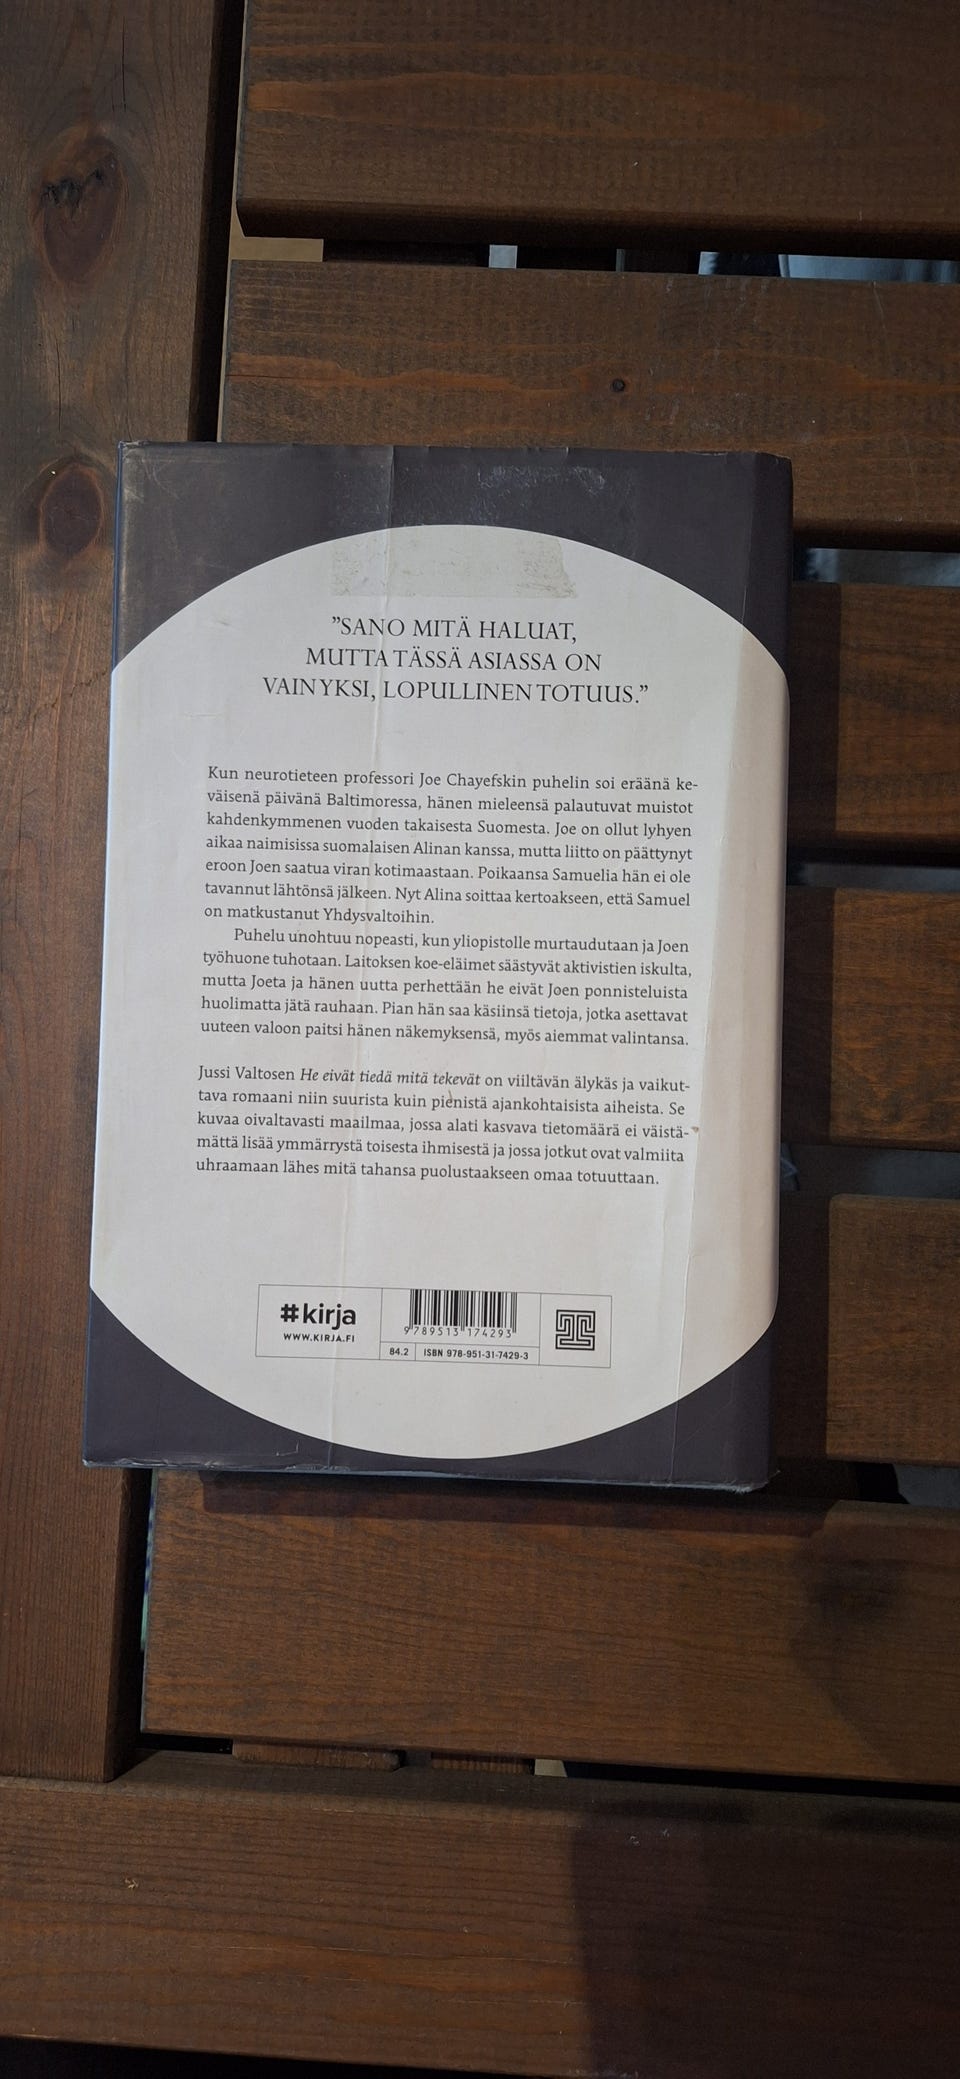 ”SANO MITÄ HALUAT,
MUTTA TÄSSÄ ASIASSA ON
VAIN YKSI, LOPULLINEN TOTUUS.”
Kun neurotieteen professori Joe Chayefskin puhelin soi eräänä ke-
väisenä päivänä Baltimoressa, hänen mieleensä palautuvat muistot
kahdenkymmenen vuoden takaisesta Suomesta. Joe on ollut lyhyen
aikaa naimisissa suomalaisen Alinan kanssa, mutta liitto on päättynyt
eroon Joen saatua viran kotimaastaan. Poikaansa Samuelia hän ei ole
tavannut lähtönsä jälkeen. Nyt Alina soittaa kertoakseen, että Samuel
on matkustanut Yhdysvaltoihin.
Puhelu unohtuu nopeasti, kun yliopistolle murtaudutaan ja Joen
työhuone tuhotaan. Laitoksen koe-eläimet säästyvät aktivistien iskulta,
mutta Joeta ja hänen uutta perhettään he eivät Joen ponnisteluista
huolimatta jätä rauhaan. Pian hän saa käsiinsä tietoja, jotka asettavat
uuteen valoon paitsi hänen näkemyksensä, myös aiemmat valintansa.
Jussi Valtosen He eivät tiedä mitä tekevät on viiltävän älykäs ja vaikut-
tava romaani niin suurista kuin pienistä ajankohtaisista aiheista. Se
kuvaa oivaltavasti maailmaa, jossa alati kasvava tietomäärä ei väistä-
mättä lisää ymmärrystä toisesta ihmisestä ja jossa jotkut ovat valmiita
uhraamaan lähes mitä tahansa puolustaakseen omaa totuuttaan.
#kirja
WWW.KIRJA.FI
9 789513 174293
84.2 ISBN 978-951-31-7429-3